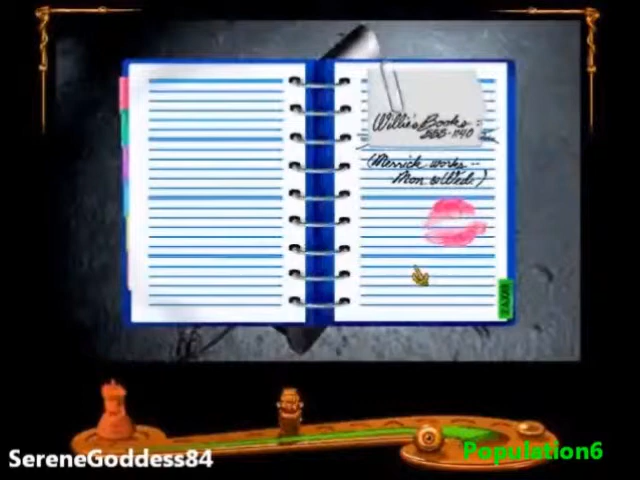 Willie's Books:
555-1140
(Merrick works --
Mon & Wed.)
SereneGoddess84
Population6